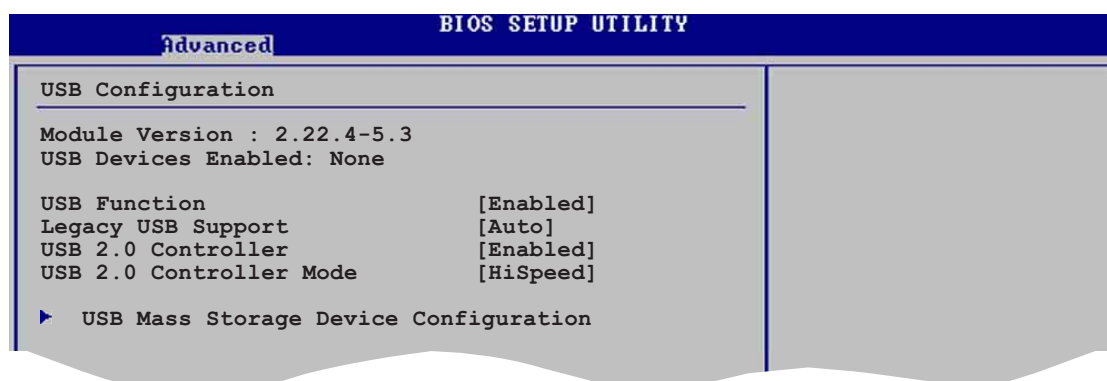 BIOS SETUP UTILITY
Advanced
USB Configuration
Module Version : 2.22.4-5.3
USB Devices Enabled: None
USB Function [Enabled]
Legacy USB Support [Auto]
USB 2.0 Controller [Enabled]
USB 2.0 Controller Mode [HiSpeed]
USB Mass Storage Device Configuration